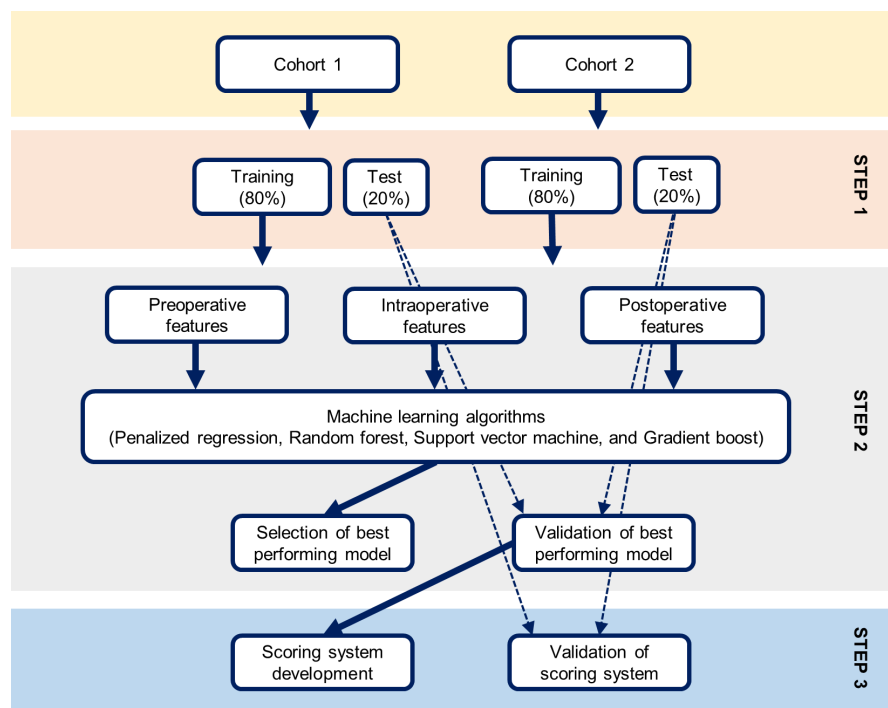 Cohort 1
Cohort 2
STEP 1
Training
(80%)
Test
(20%)
Training
(80%)
Test
(20%)
STEP 2
Preoperative
features
Intraoperative
features
Postoperative
features
Machine learning algorithms
(Penalized regression, Random forest, Support vector machine, and Gradient boost)
Selection of best
performing model
Validation of best
performing model
STEP 3
Scoring system
development
Validation of
scoring system